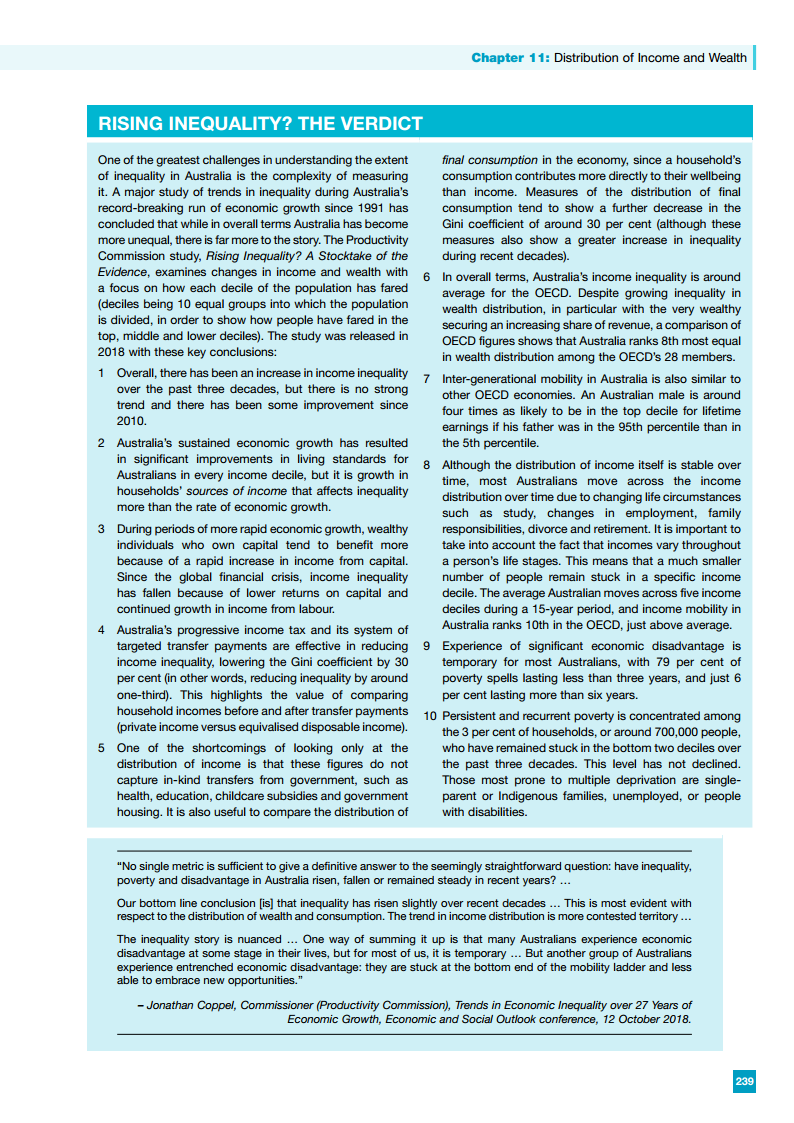 Chapter 11: Distribution of Income and Wealth
RISING INEQUALITY? THE VERDICT
One of the greatest challenges in understanding the extent
of inequality in Australia is the complexity of measuring
it. A major study of trends in inequality during Australia's
record-breaking run of economic growth since 1991 has
concluded that while in overall terms Australia has become
more unequal, there is far more to the story. The Productivity
Commission study, Rising Inequality? A Stocktake of the
Evidence, examines changes in income and wealth with
a focus on how each decile of the population has fared
(deciles being 10 equal groups into which the population
is divided, in order to show how people have fared in the
top, middle and lower deciles). The study was released in
2018 with these key conclusions:
1 Overall, there has been an increase in income inequality
over the past three decades, but there is no strong
trend and there has been some improvement since
2010.
2 Australia's sustained economic growth has resulted
in significant improvements in living standards for
Australians in every income decile, but it is growth in
households' sources of income that affects inequality
more than the rate of economic growth.
3 During periods of more rapid economic growth, wealthy
individuals who own capital tend to benefit more
because of a rapid increase in income from capital.
Since the global financial crisis, income inequality
has fallen because of lower returns on capital and
continued growth in income from labour.
4 Australia's progressive income tax and its system of
targeted transfer payments are effective in reducing
income inequality, lowering the Gini coefficient by 30
per cent (in other words, reducing inequality by around
one-third). This highlights the value of comparing
household incomes before and after transfer payments
(private income versus equivalised disposable income).
5 One of the shortcomings of looking only at the
distribution of income is that these figures do not
capture in-kind transfers from government, such as
health, education, childcare subsidies and government
housing. It is also useful to compare the distribution of
final consumption in the economy, since a household's
consumption contributes more directly to their wellbeing
than income. Measures of the distribution of final
consumption tend to show a further decrease in the
Gini coefficient of around 30 per cent (although these
measures also show a greater increase in inequality
during recent decades).
6 In overall terms, Australia's income inequality is around
average for the OECD. Despite growing inequality in
wealth distribution, in particular with the very wealthy
securing an increasing share of revenue, a comparison of
OECD figures shows that Australia ranks 8th most equal
in wealth distribution among the OECD's 28 members.
7 Inter-generational mobility in Australia is also similar to
other OECD economies. An Australian male is around
four times as likely to be in the top decile for lifetime
earnings if his father was in the 95th percentile than in
the 5th percentile.
8 Although the distribution of income itself is stable over
time, most Australians move across the income
distribution over time due to changing life circumstances
such as study, changes in employment, family
responsibilities, divorce and retirement. It is important to
take into account the fact that incomes vary throughout
a person's life stages. This means that a much smaller
number of people remain stuck in a specific income
decile. The average Australian moves across five income
deciles during a 15-year period, and income mobility in
Australia ranks 10th in the OECD, just above average.
9 Experience of significant economic disadvantage is
temporary for most Australians, with 79 per cent of
poverty spells lasting less than three years, and just 6
per cent lasting more than six years.
10 Persistent and recurrent poverty is concentrated among
the 3 per cent of households, or around 700,000 people,
who have remained stuck in the bottom two deciles over
the past three decades. This level has not declined.
Those most prone to multiple deprivation are single-
parent or Indigenous families, unemployed, or people
with disabilities.
"No single metric is sufficient to give a definitive answer to the seemingly straightforward question: have inequality,
poverty and disadvantage in Australia risen, fallen or remained steady in recent years? …
Our bottom line conclusion [is] that inequality has risen slightly over recent decades … This is most evident with
respect to the distribution of wealth and consumption. The trend in income distribution is more contested territory …
The inequality story is nuanced … One way of summing it up is that many Australians experience economic
disadvantage at some stage in their lives, but for most of us, it is temporary … But another group of Australians
experience entrenched economic disadvantage: they are stuck at the bottom end of the mobility ladder and less
able to embrace new opportunities."
– Jonathan Coppel, Commissioner (Productivity Commission), Trends in Economic Inequality over 27 Years of
Economic Growth, Economic and Social Outlook conference, 12 October 2018.
239